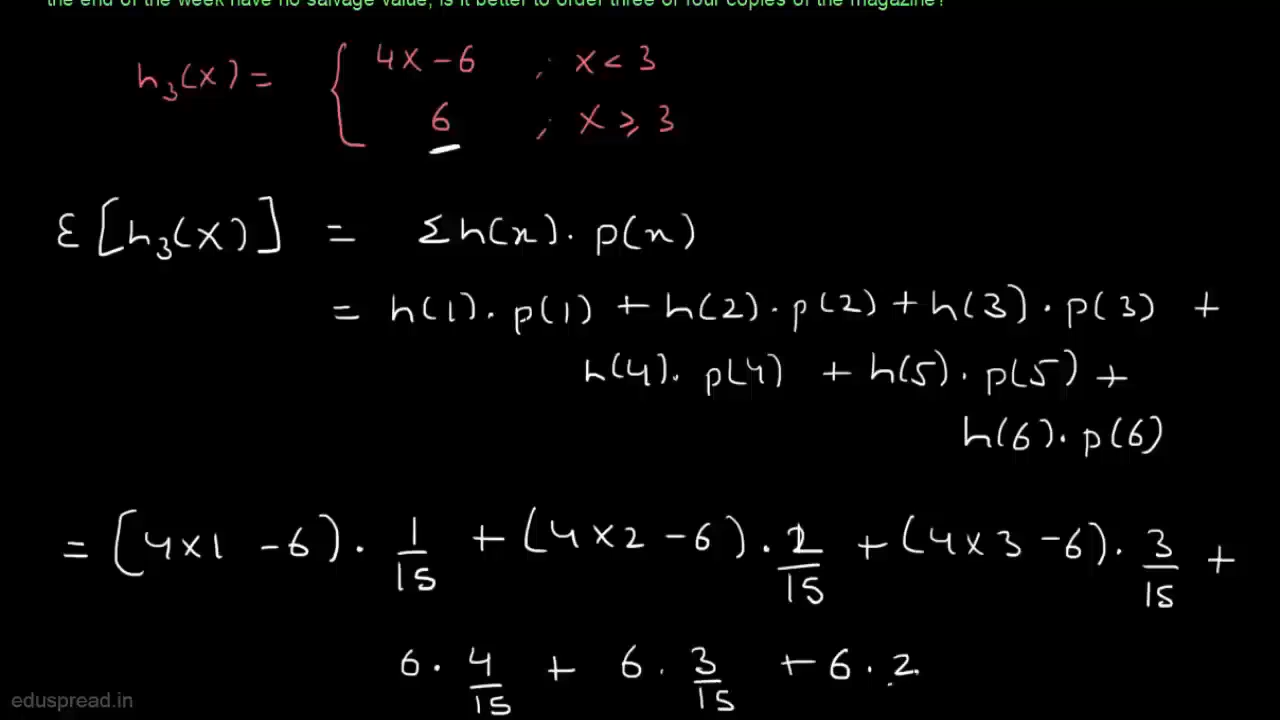 the end of the week have no salvage value, is it better to order three or four copies of the magazine?
h₃(x) = { 4x - 6 ; x < 3
6 ; x ⩾ 3
ε[h₃(x)] = Σh(x). p(x)
= h(1). p(1) + h(2). p(2) + h(3). p(3) +
h(4). p(4) + h(5). p(5) +
h(6). p(6)
= (4×1 - 6). 1/15 + (4×2 - 6). 2/15 + (4×3 - 6). 3/15 +
6. 4/15 + 6. 3/15 + 6. 2
eduspread.in